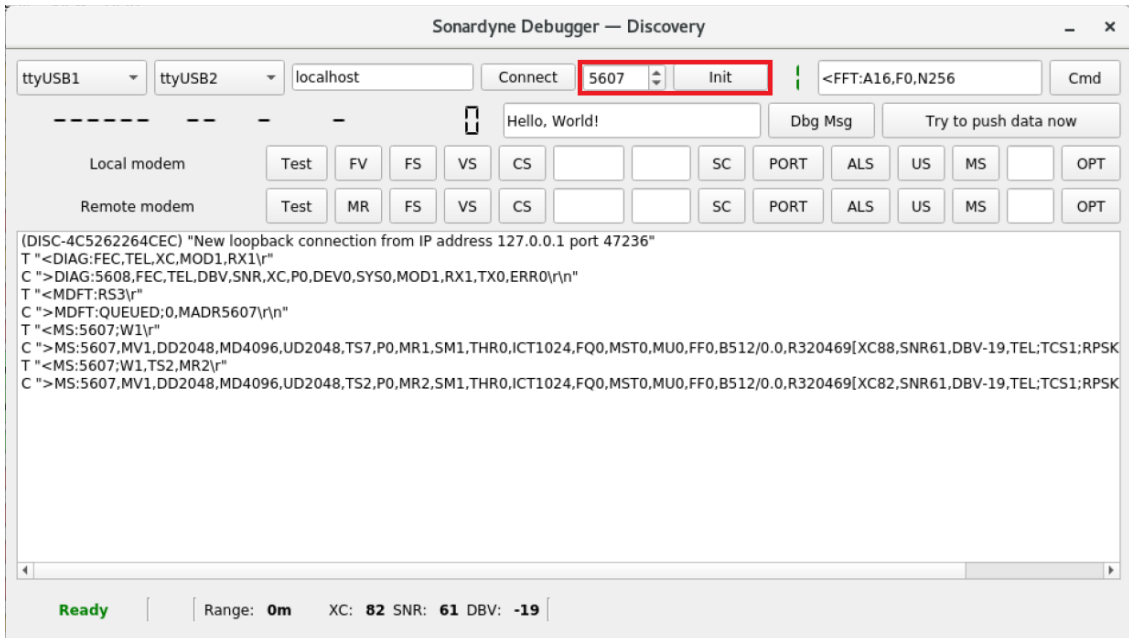 Sonardyne Debugger — Discovery
ttyUSB1 ttyUSB2 localhost Connect 5607 Init <FFT:A16,F0,N256 Cmd
------ -- - - 0 Hello, World! Dbg Msg Try to push data now
Local modem Test FV FS VS CS SC PORT ALS US MS OPT
Remote modem Test MR FS VS CS SC PORT ALS US MS OPT
(DISC-4C5262264CEC) "New loopback connection from IP address 127.0.0.1 port 47236"
T "<DIAG:FEC,TEL,XC,MOD1,RX1\r"
C ">DIAG:5608,FEC,TEL,DBV,SNR,XC,P0,DEV0,SYS0,MOD1,RX1,TX0,ERR0\r\n"
T "<MDFT:RS3\r"
C ">MDFT:QUEUED;0,MADR5607\r\n"
T "<MS:5607;W1\r"
C ">MS:5607,MV1,DD2048,MD4096,UD2048,TS7,P0,MR1,SM1,THR0,ICT1024,FQ0,MST0,MU0,FF0,B512/0.0,R320469[XC88,SNR61,DBV-19,TEL;TCS1;RPSK
T "<MS:5607;W1,TS2,MR2\r"
C ">MS:5607,MV1,DD2048,MD4096,UD2048,TS2,P0,MR2,SM1,THR0,ICT1024,FQ0,MST0,MU0,FF0,B512/0.0,R320469[XC82,SNR61,DBV-19,TEL;TCS1;RPSK
Ready Range: 0m XC: 82 SNR: 61 DBV: -19